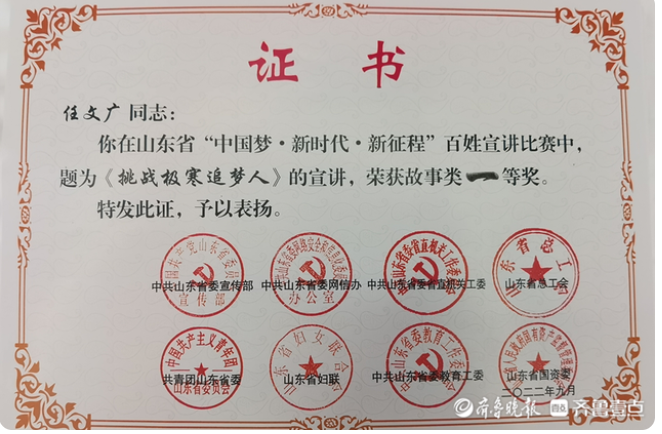 证书
任文广同志：
你在山东省“中国梦·新时代·新征程”百姓宣讲比赛中，
题为《挑战极寒追梦人》的宣讲，荣获故事类一等奖。
特发此证，予以表扬。
中共山东省委宣传部 中共山东省委网信办 中共山东省委省直机关工委 山东省总工会
共青团山东省委 山东省妇联 中共山东省委教育工委 山东省国资委
二〇二二年九月
齐鲁晚报 齐鲁壹点